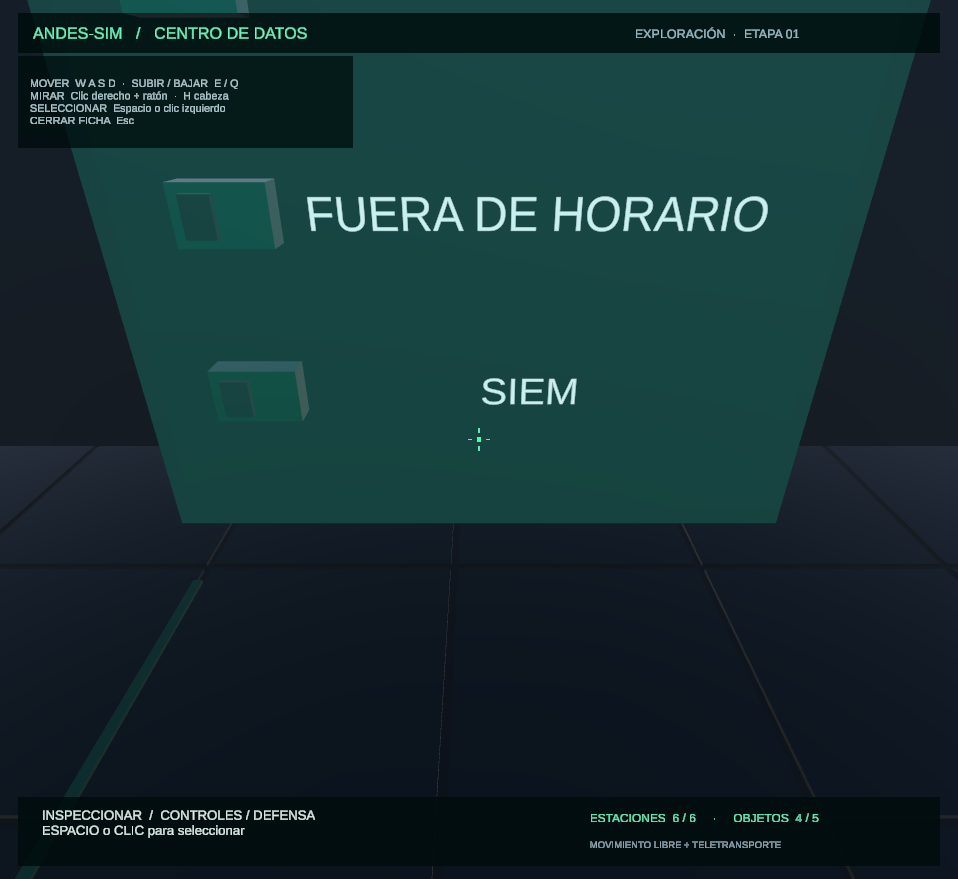 ANDES-SIM / CENTRO DE DATOS
EXPLORACIÓN · ETAPA 01
MOVER W A S D · SUBIR / BAJAR E / Q
MIRAR Clic derecho + ratón · H cabeza
SELECCIONAR Espacio o clic izquierdo
CERRAR FICHA Esc
FUERA DE HORARIO
SIEM
INSPECCIONAR / CONTROLES / DEFENSA
ESPACIO o CLIC para seleccionar
ESTACIONES 6 / 6 · OBJETOS 4 / 5
MOVIMIENTO LIBRE + TELETRANSPORTE